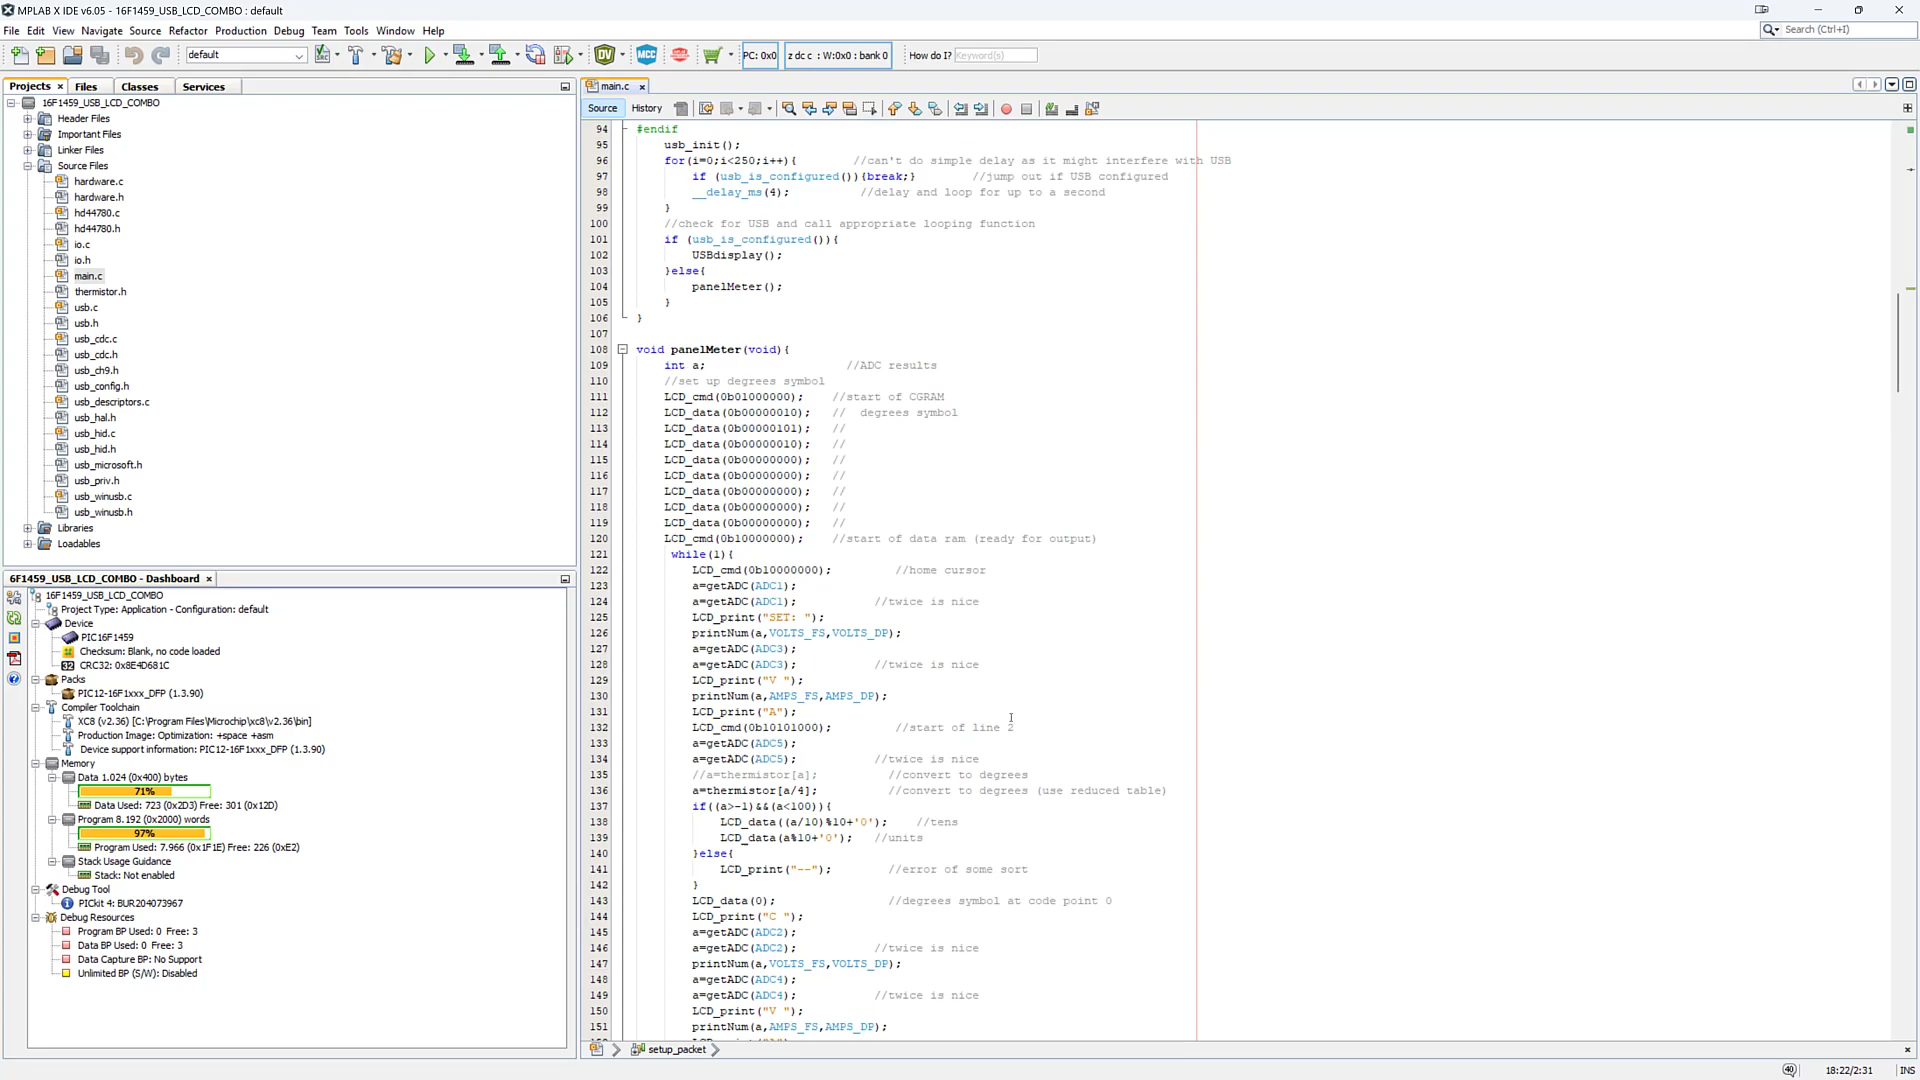 MPLAB X IDE v6.05 - 16F1459_USB_LCD_COMBO : default
File Edit View Navigate Source Refactor Production Debug Team Tools Window Help
Search (Ctrl+I)
default
PC: 0x0
z dc c : W:0x0 : bank 0
How do I? Keyword(s)
Projects
Files
Classes
Services
16F1459_USB_LCD_COMBO
Header Files
Important Files
Linker Files
Source Files
hardware.c
hardware.h
hd44780.c
hd44780.h
io.c
io.h
main.c
thermistor.h
usb.c
usb.h
usb_cdc.c
usb_cdc.h
usb_ch9.h
usb_config.h
usb_descriptors.c
usb_hal.h
usb_hid.c
usb_hid.h
usb_microsoft.h
usb_priv.h
usb_winusb.c
usb_winusb.h
Libraries
Loadables
6F1459_USB_LCD_COMBO - Dashboard
16F1459_USB_LCD_COMBO
Project Type: Application - Configuration: default
Device
PIC16F1459
Checksum: Blank, no code loaded
CRC32: 0x8E4D681C
Packs
PIC12-16F1xxx_DFP (1.3.90)
Compiler Toolchain
XC8 (v2.36) [C:\Program Files\Microchip\xc8\v2.36\bin]
Production Image: Optimization: +space +asm
Device support information: PIC12-16F1xxx_DFP (1.3.90)
Memory
Data 1.024 (0x400) bytes
71%
Data Used: 723 (0x2D3) Free: 301 (0x12D)
Program 8.192 (0x2000) words
97%
Program Used: 7.966 (0x1F1E) Free: 226 (0xE2)
Stack Usage Guidance
Stack: Not enabled
Debug Tool
PICkit 4: BUR204073967
Debug Resources
Program BP Used: 0 Free: 3
Data BP Used: 0 Free: 3
Data Capture BP: No Support
Unlimited BP (S/W): Disabled
main.c
Source
History
94 #endif
95 usb_init();
96 for(i=0;i<250;i++){ //can't do simple delay as it might interfere with USB
97 if (usb_is_configured()){break;} //jump out if USB configured
98 __delay_ms(4); //delay and loop for up to a second
99 }
100 //check for USB and call appropriate looping function
101 if (usb_is_configured()){
102 USBdisplay();
103 }else{
104 panelMeter();
105 }
106 }
107
108 void panelMeter(void){
109 int a; //ADC results
110 //set up degrees symbol
111 LCD_cmd(0b01000000); //start of CGRAM
112 LCD_data(0b00000010); // degrees symbol
113 LCD_data(0b00000101); //
114 LCD_data(0b00000010); //
115 LCD_data(0b00000000); //
116 LCD_data(0b00000000); //
117 LCD_data(0b00000000); //
118 LCD_data(0b00000000); //
119 LCD_data(0b00000000); //
120 LCD_cmd(0b10000000); //start of data ram (ready for output)
121 while(1){
122 LCD_cmd(0b10000000); //home cursor
123 a=getADC(ADC1);
124 a=getADC(ADC1); //twice is nice
125 LCD_print("SET: ");
126 printNum(a,VOLTS_FS,VOLTS_DP);
127 a=getADC(ADC3);
128 a=getADC(ADC3); //twice is nice
129 LCD_print("V ");
130 printNum(a,AMPS_FS,AMPS_DP);
131 LCD_print("A");
132 LCD_cmd(0b10101000); //start of line 2
133 a=getADC(ADC5);
134 a=getADC(ADC5); //twice is nice
135 //a=thermistor[a]; //convert to degrees
136 a=thermistor[a/4]; //convert to degrees (use reduced table)
137 if((a>-1)&&(a<100)){
138 LCD_data((a/10)%10+'0'); //tens
139 LCD_data(a%10+'0'); //units
140 }else{
141 LCD_print("--"); //error of some sort
142 }
143 LCD_data(0); //degrees symbol at code point 0
144 LCD_print("C ");
145 a=getADC(ADC2);
146 a=getADC(ADC2); //twice is nice
147 printNum(a,VOLTS_FS,VOLTS_DP);
148 a=getADC(ADC4);
149 a=getADC(ADC4); //twice is nice
150 LCD_print("V ");
151 printNum(a,AMPS_FS,AMPS_DP);
setup_packet
18:22/2:31 INS